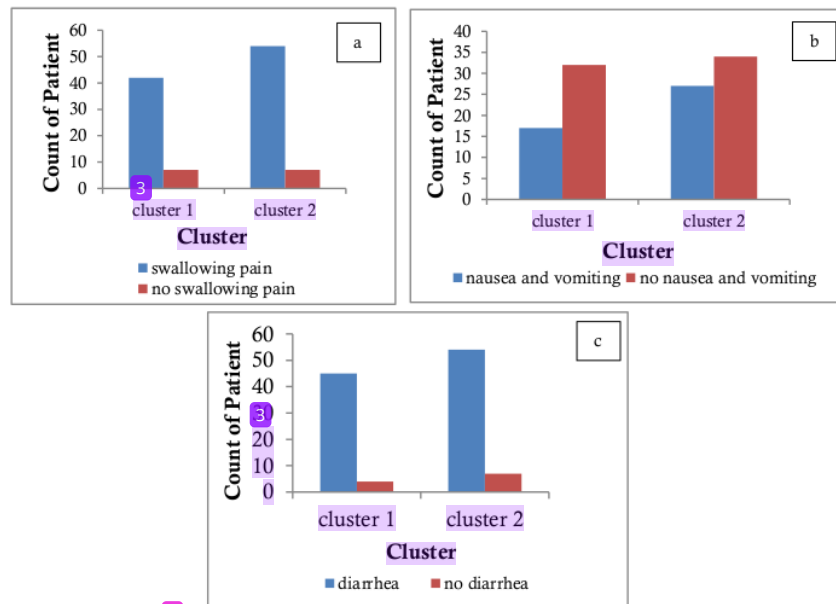 a
60
50
40
30
20
10
0
Count of Patient
3
cluster 1 cluster 2
Cluster
swallowing pain
no swallowing pain
b
40
35
30
25
20
15
10
5
0
Count of Patient
cluster 1 cluster 2
Cluster
nausea and vomiting no nausea and vomiting
c
60
50
40
30
3
20
10
0
Count of Patient
cluster 1 cluster 2
Cluster
diarrhea no diarrhea